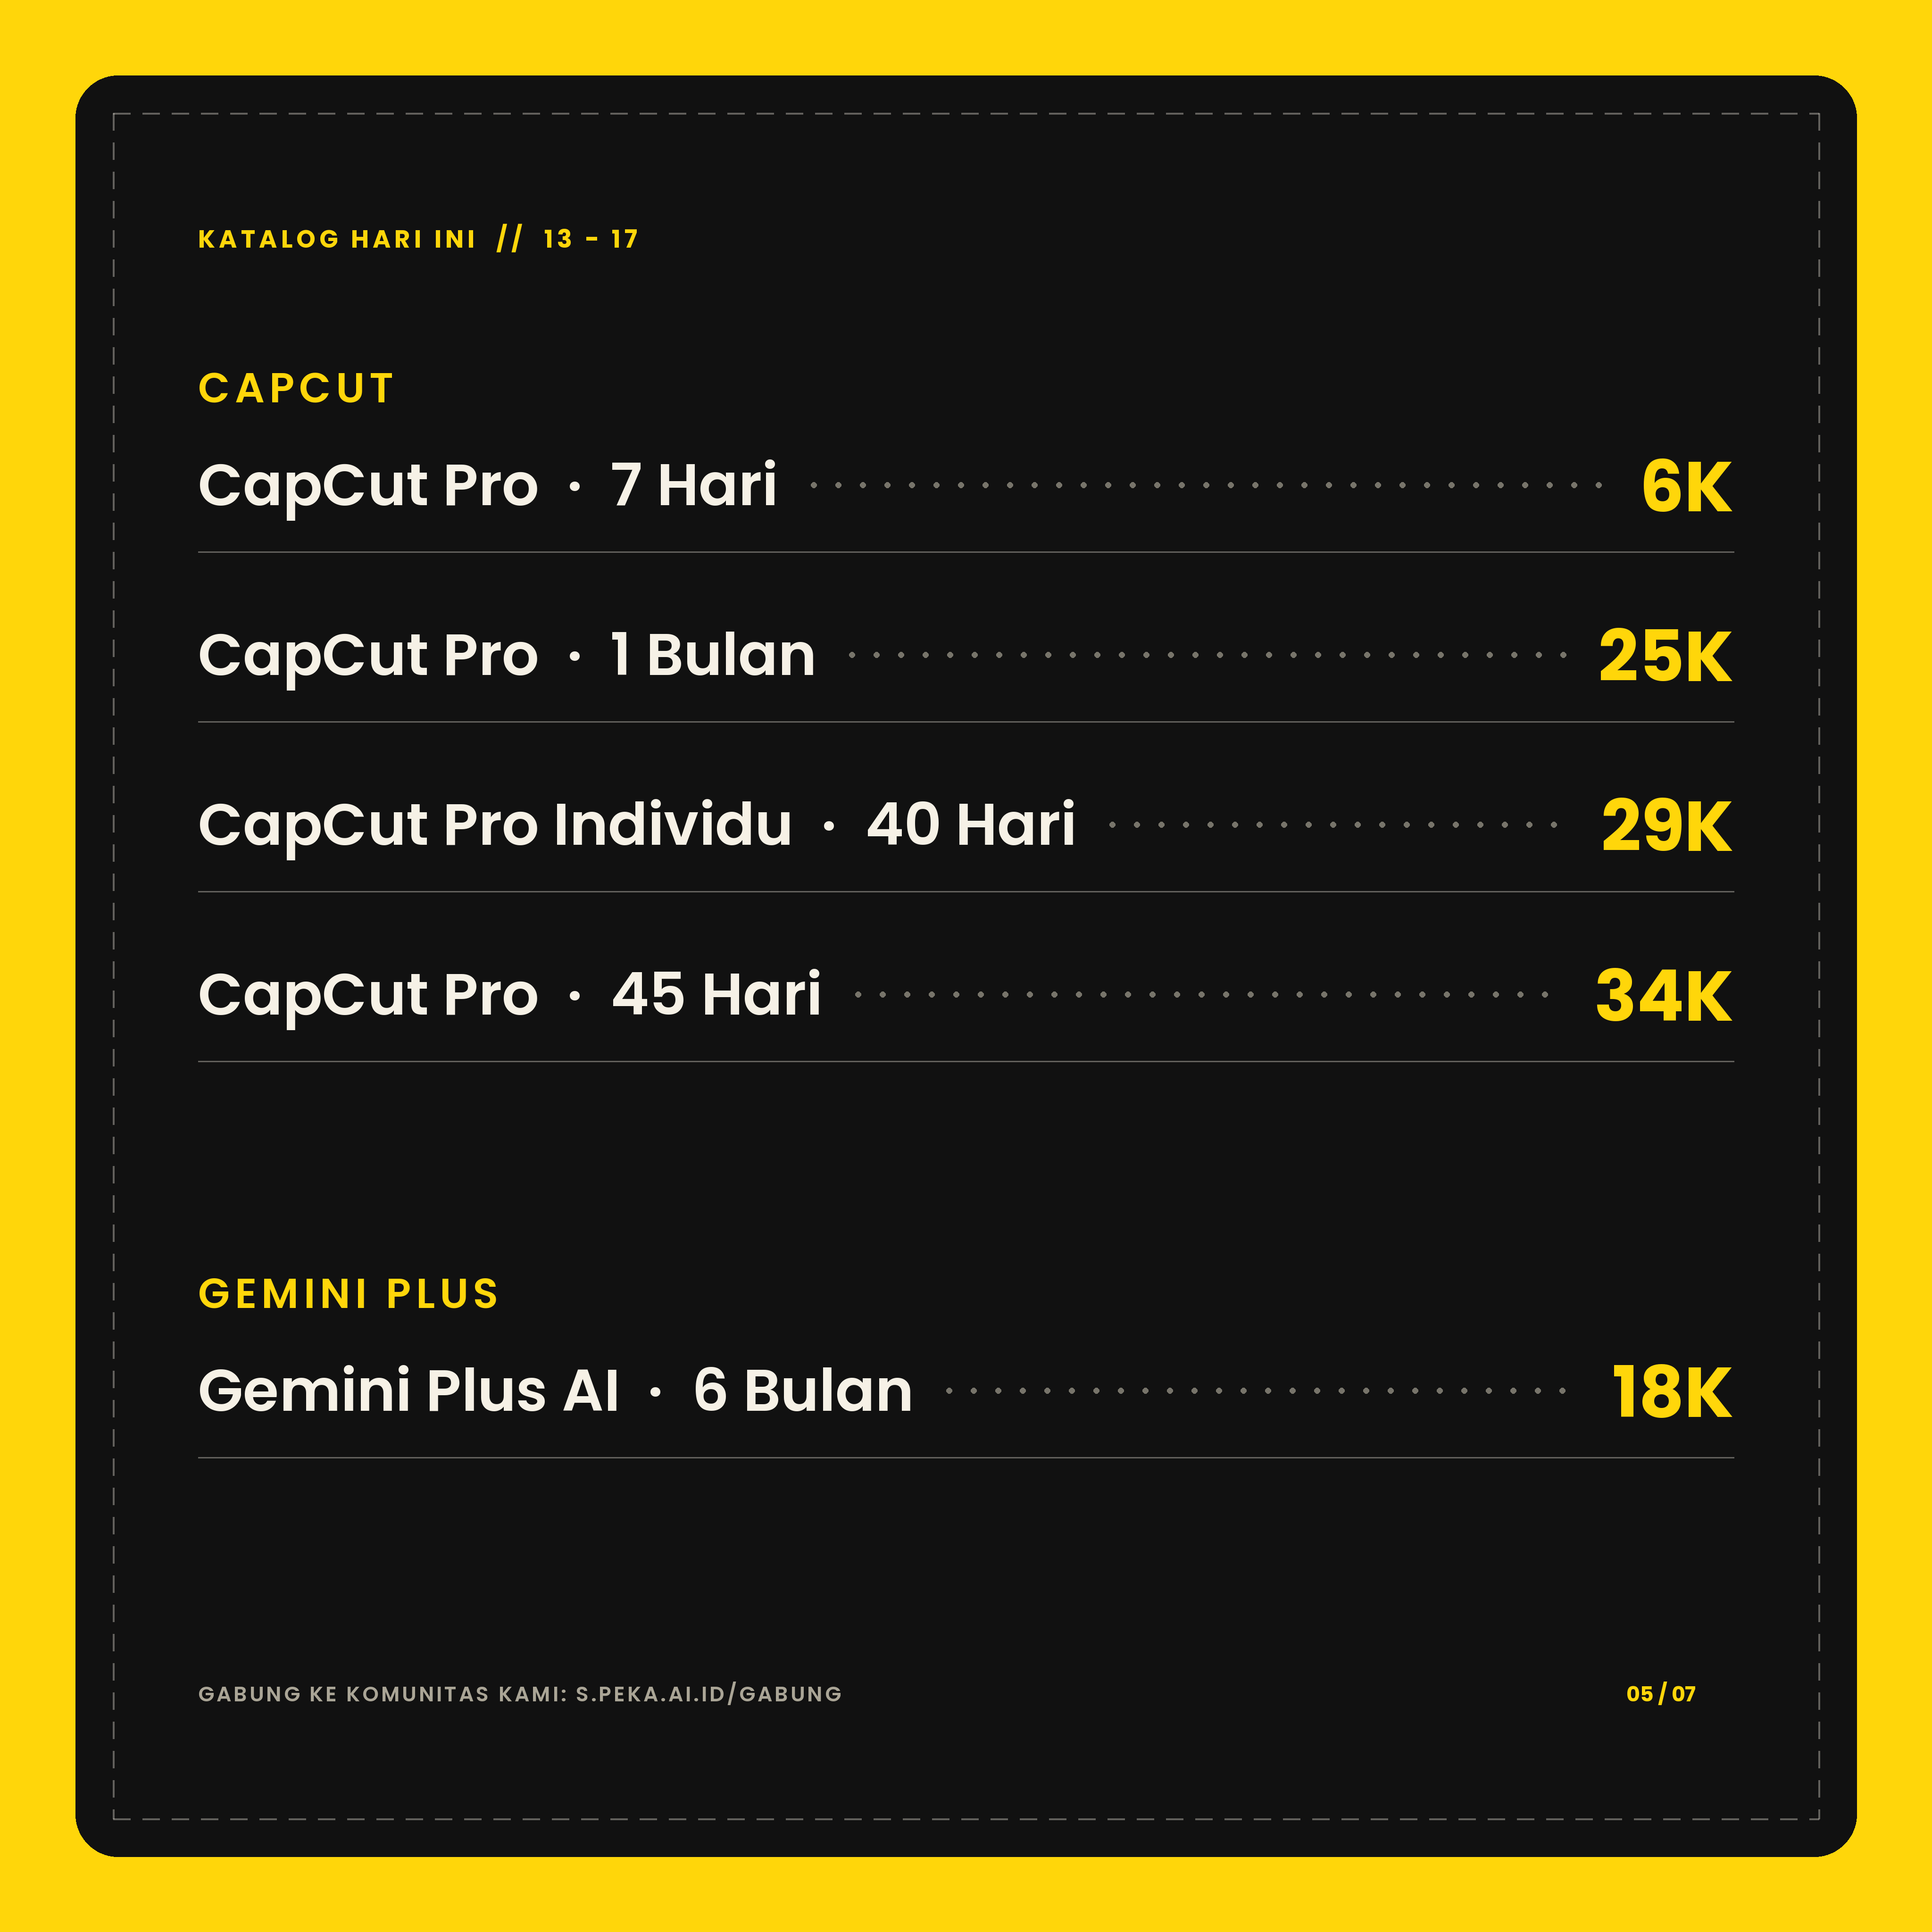 KATALOG HARI INI // 13 - 17
CAPCUT
CapCut Pro · 7 Hari 6K
CapCut Pro · 1 Bulan 25K
CapCut Pro Individu · 40 Hari 29K
CapCut Pro · 45 Hari 34K
GEMINI PLUS
Gemini Plus AI · 6 Bulan 18K
GABUNG KE KOMUNITAS KAMI: S.PEKA.AI.ID/GABUNG 05 / 07